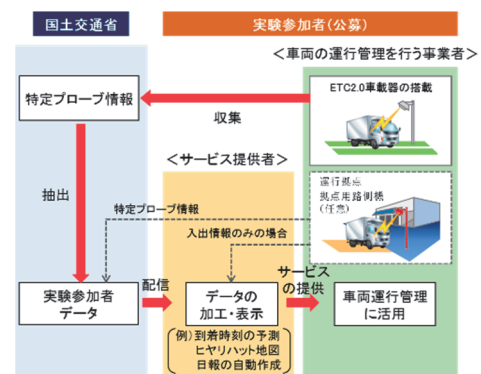 国土交通省
実験参加者(公募)
＜車両の運行管理を行う事業者＞
特定プローブ情報
ETC2.0車載器の搭載
収集
＜サービス提供者＞
運行拠点
拠点用路側機
(任意)
抽出
特定プローブ情報
入出情報のみの場合
配信
サービス
の提供
実験参加者
データ
データの
加工・表示
車両運行管理
に活用
(例)到着時刻の予測
ヒヤリハット地図
日報の自動作成